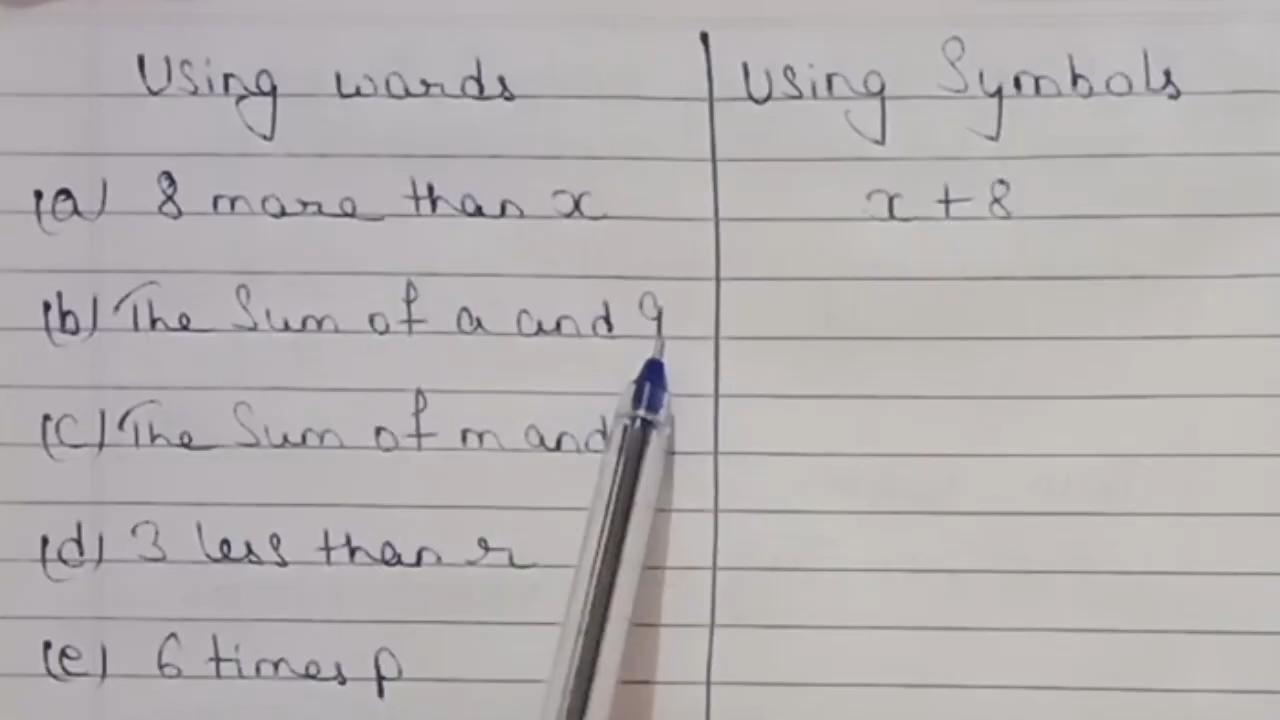 Using words
Using Symbols
(a) 8 more than x
x + 8
(b) The Sum of a and 9
(c) The Sum of m and
(d) 3 less than r
(e) 6 times p